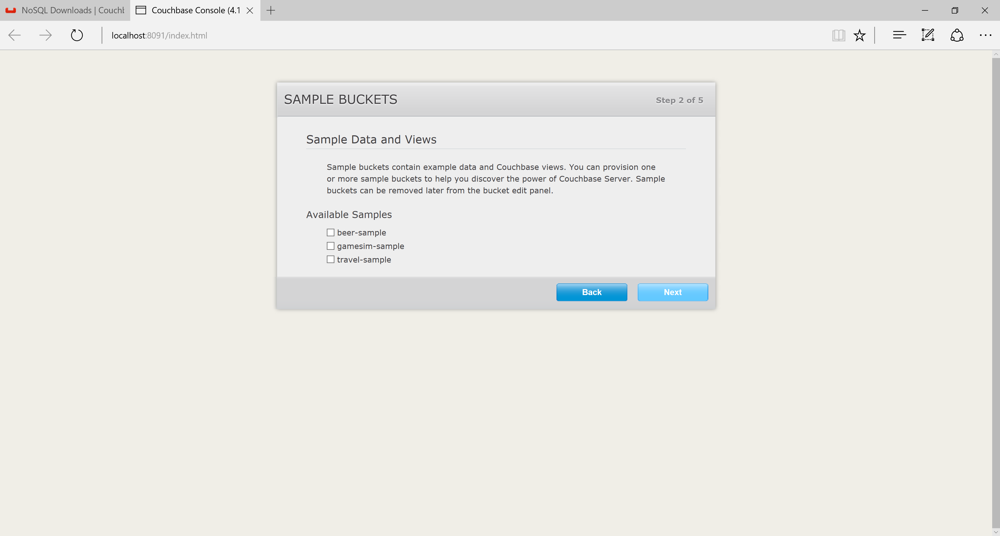 NoSQL Downloads | Couchb
Couchbase Console (4.1
localhost:8091/index.html
SAMPLE BUCKETS
Step 2 of 5
Sample Data and Views
Sample buckets contain example data and Couchbase views. You can provision one
or more sample buckets to help you discover the power of Couchbase Server. Sample
buckets can be removed later from the bucket edit panel.
Available Samples
beer-sample
gamesim-sample
travel-sample
Back
Next